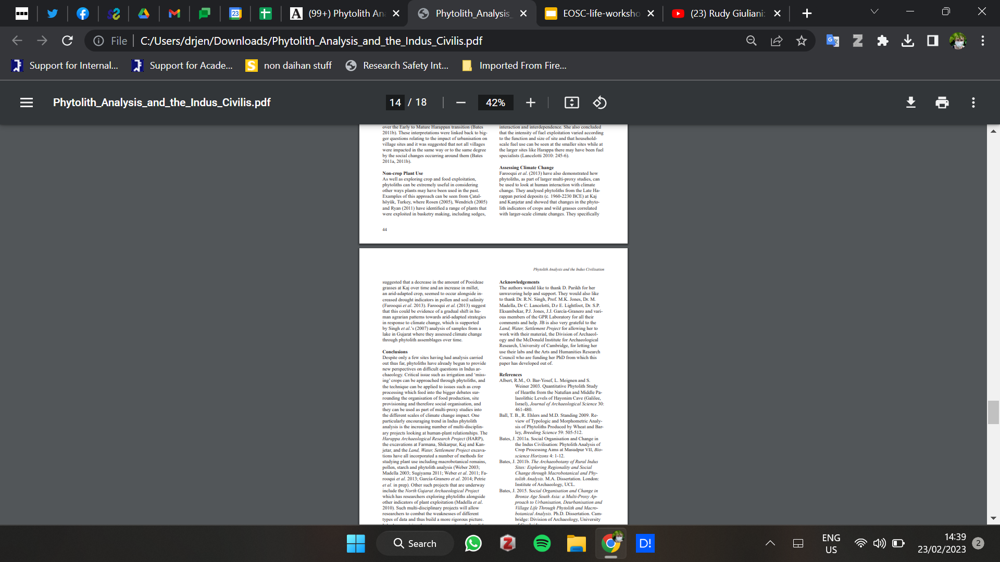 23
(99+) Phytolith An
Phytolith_Analysis_
EOSC-life-worksho
(23) Rudy Giuliani:
File
C:/Users/drjen/Downloads/Phytolith_Analysis_and_the_Indus_Civilis.pdf
Support for Internal...
Support for Acade...
non daihan stuff
Research Safety Int...
Imported From Fire...
Phytolith_Analysis_and_the_Indus_Civilis.pdf
14 / 18
42%
over the Early to Mature Harappan transition (Bates
2011b). These interpretations were linked back to big-
ger questions relating to the impact of urbanisation on
village sites and it was suggested that not all villages
were impacted in the same way or to the same degree
by the social changes occurring around them (Bates
2011a, 2011b).
Non-crop Plant Use
As well as exploring crop and food exploitation,
phytoliths can be extremely useful in considering
other ways plants may have been used in the past.
Examples of this approach can be seen from Çatal-
höyük, Turkey, where Rosen (2005), Wendrich (2005)
and Ryan (2011) have identified a range of plants that
were exploited in basketry making, including sedges,
interaction and interdependence. She also concluded
that the intensity of fuel exploitation varied according
to the function and size of site and that household-
scale fuel use can be seen at the smaller sites while at
the larger sites like Harappa there may have been fuel
specialists (Lancelotti 2010: 245-6).
Assessing Climate Change
Farooqui et al. (2013) have also demonstrated how
phytoliths, as part of larger multi-proxy studies, can
be used to look at human interaction with climate
change. They analysed phytoliths from the Late Ha-
rappan period deposits (c. 1960-2230 BCE) at Kaj
and Kanjetar and showed that changes in the phyto-
lith indicators of crops and wild grasses correlated
with larger-scale climate changes. They specifically
44
Phytolith Analysis and the Indus Civilisation
suggested that a decrease in the amount of Pooideae
grasses at Kaj over time and an increase in millet,
an arid-adapted crop, seemed to occur alongside in-
creased drought indicators in pollen and soil salinity
(Farooqui et al. 2013). Farooqui et al. (2013) suggest
that this could be evidence of a gradual shift in hu-
man agrarian patterns towards arid-adapted strategies
in response to climate change, which is supported
by Singh et al.'s (2007) analysis of samples from a
lake in Gujarat where they assessed climate change
through phytolith assemblages over time.
Conclusions
Despite only a few sites having had analysis carried
out thus far, phytoliths have already begun to provide
new perspectives on difficult questions in Indus ar-
chaeology. Critical issue such as irrigation and 'miss-
ing' crops can be approached through phytoliths, and
the technique can be applied to issues such as crop
processing which feed into the bigger debates sur-
rounding the organisation of food production, site
provisioning and therefore social organisation, and
they can be used as part of multi-proxy studies into
the different scales of climate change impact. One
particularly encouraging trend in Indus phytolith
analysis is the increasing number of multi-disciplin-
ary projects looking at human-plant relationships. The
Harappa Archaeological Research Project (HARP),
the excavations at Farmana, Shikarpur, Kaj and Kan-
jetar, and the Land, Water, Settlement Project excava-
tions have all incorporated a number of methods for
studying plant use including macrobotanical remains,
pollen, starch and phytolith analysis (Weber 2003;
Madella 2003; Sugiyama 2011; Weber et al. 2011; Fa-
rooqui et al. 2013; García-Granero et al. 2014; Petrie
et al. in prep). Other such projects that are underway
include the North Gujarat Archaeological Project
which has researchers exploring phytoliths alongside
other indicators of plant exploitation (Madella et al.
2010). Such multi-disciplinary projects will allow
researchers to combat the weaknesses of different
types of data and thus build a more rigorous picture.
Acknowledgements
The authors would like to thank D. Parikh for her
unwavering help and support. They would also like
to thank Dr. R.N. Singh, Prof. M.K. Jones, Dr. M.
Madella, Dr C. Lancelotti, D.r E. Lightfoot, Dr. S.P.
Eksambekar, P.J. Jones, J.J. García-Granero and vari-
ous members of the GPR Laboratory for all their
comments and help. JB is also very grateful to the
Land, Water, Settlement Project for allowing her to
work with their material, the Division of Archaeol-
ogy and the McDonald Institute for Archaeological
Research, University of Cambridge, for letting her
use their labs and the Arts and Humanities Research
Council who are funding her PhD from which this
paper has developed out of.
References
Albert, R.M., O. Bar-Yosef, L. Meignen and S.
Weiner 2003. Quantitative Phytolith Study
of Hearths from the Natufian and Middle Pa-
laeolithic Levels of Hayonim Cave (Galilee,
Israel), Journal of Archaeological Science 30:
461-480.
Ball, T. B., R. Ehlers and M.D. Standing 2009. Re-
view of Typologic and Morphometric Analy-
sis of Phytoliths Produced by Wheat and Bar-
ley, Breeding Science 59: 505-512.
Bates, J. 2011a. Social Organisation and Change in
the Indus Civilisation: Phytolith Analysis of
Crop Processing Aims at Masudpur VII, Bio-
science Horizons 4: 1-12.
Bates, J. 2011b. The Archaeobotany of Rural Indus
Sites: Exploring Regionality and Social
Change through Macrobotanical and Phy-
tolith Analysis. M.A. Dissertation. London:
Institute of Archaeology, UCL.
Bates, J. 2015. Social Organisation and Change in
Bronze Age South Asia: a Multi-Proxy Ap-
proach to Urbanisation, Deurbanisation and
Village Life Through Phytolith and Macro-
botanical Analysis. Ph.D. Dissertation. Cam-
bridge: Division of Archaeology, University
Search
D!
ENG
US
14:39
23/02/2023
2